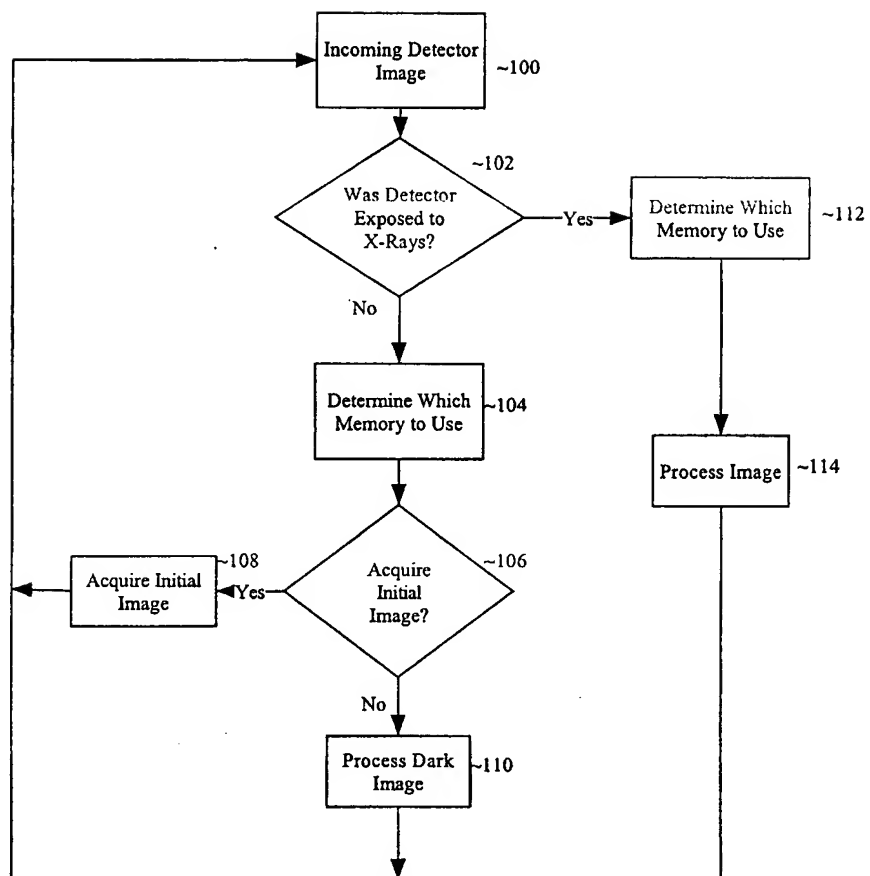 Incoming Detector
Image
~100
~102
Was Detector
Exposed to
X-Rays?
Yes
Determine Which
Memory to Use
~112
No
Determine Which
Memory to Use
~104
Process Image
~114
~108
Acquire Initial
Image
Yes
~106
Acquire
Initial
Image?
No
Process Dark
Image
~110